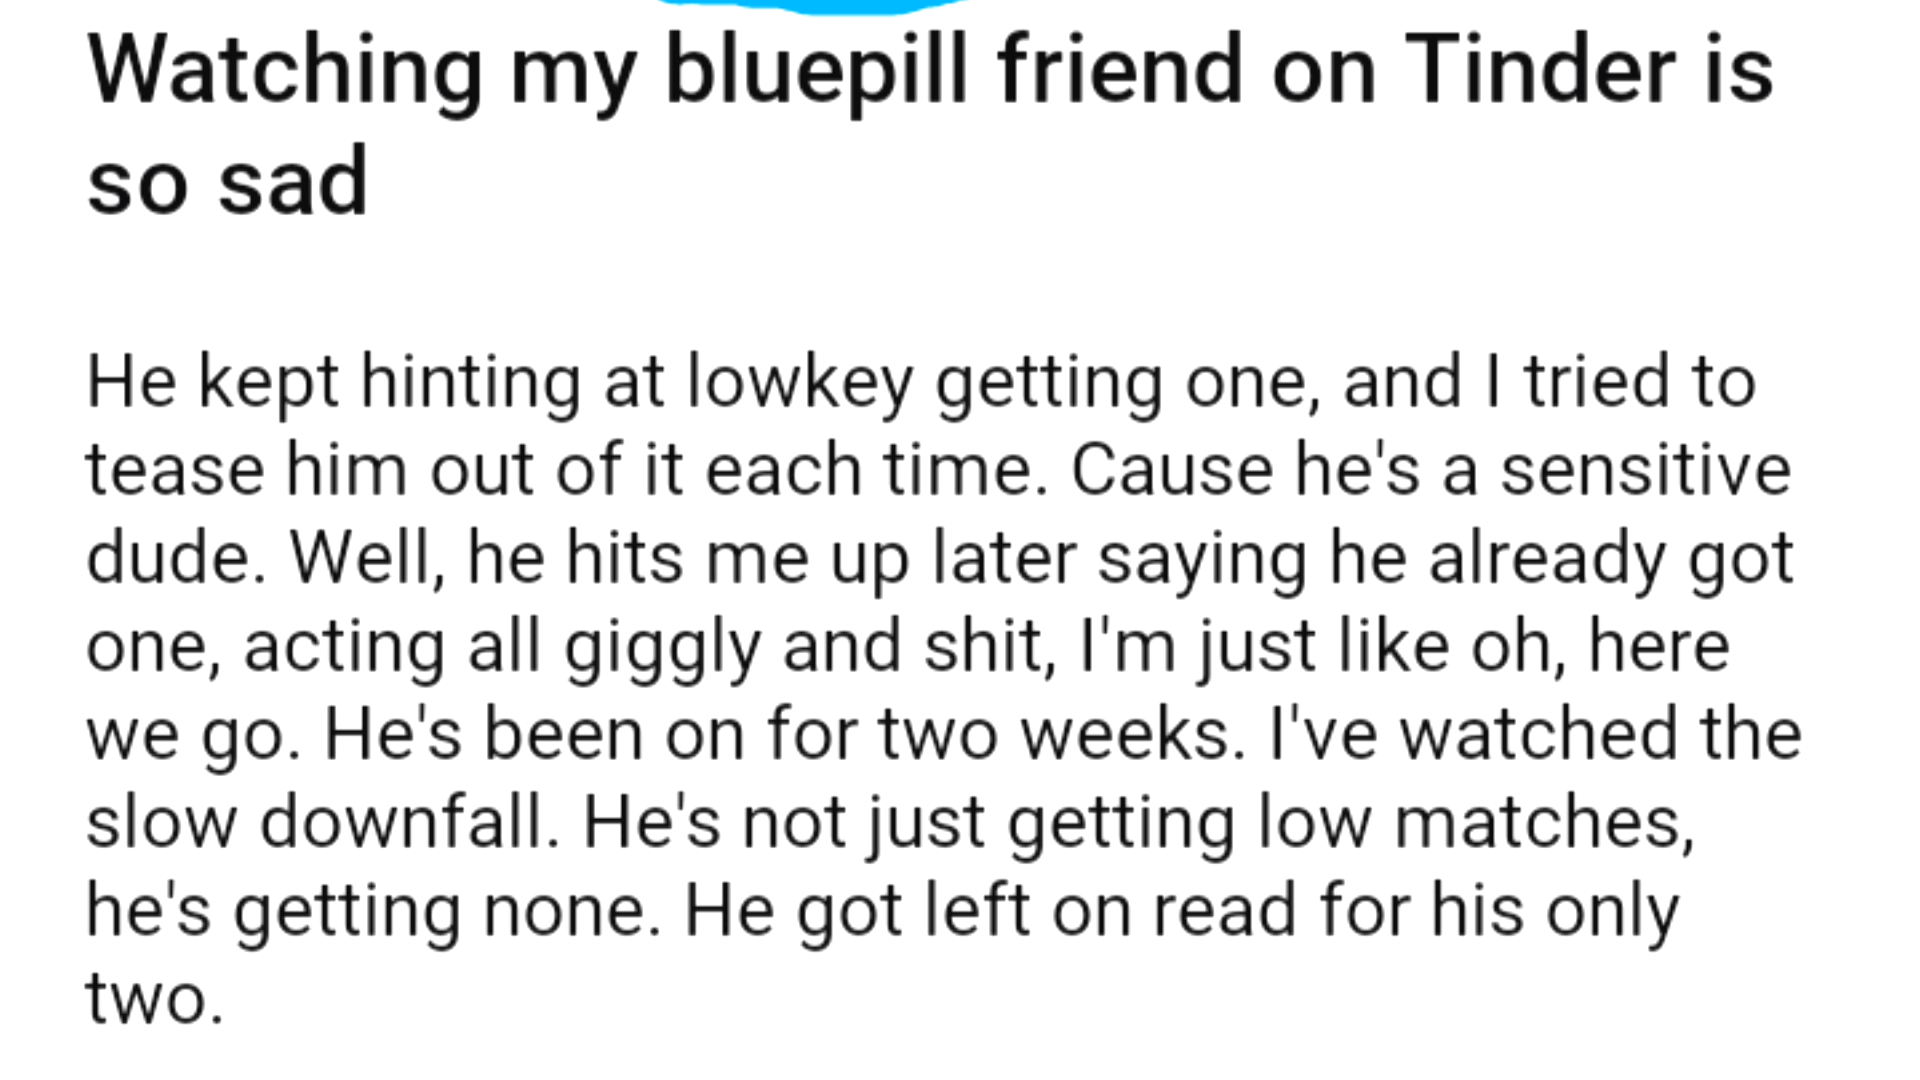 Watching my bluepill friend on Tinder is
so sad
He kept hinting at lowkey getting one, and I tried to
tease him out of it each time. Cause he's a sensitive
dude. Well, he hits me up later saying he already got
one, acting all giggly and shit, I'm just like oh, here
we go. He's been on for two weeks. I've watched the
slow downfall. He's not just getting low matches,
he's getting none. He got left on read for his only
two.